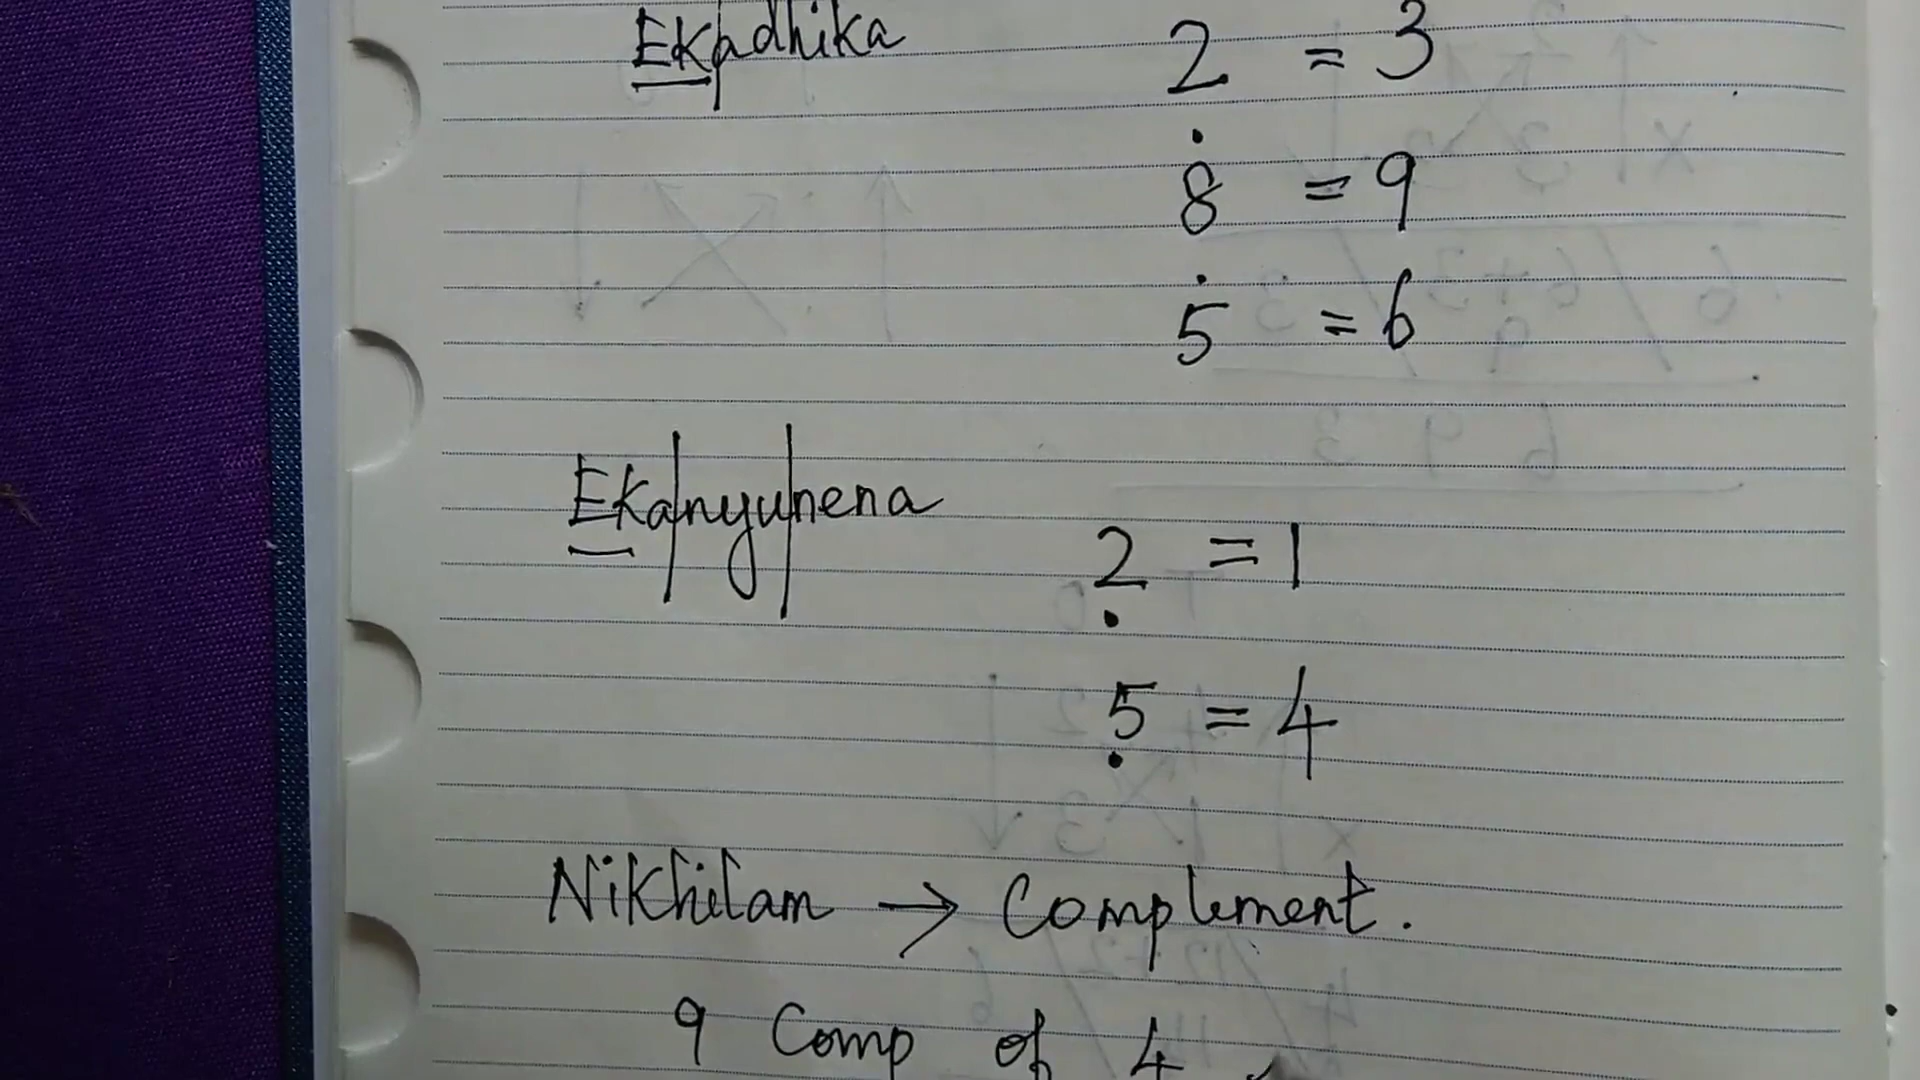 Ekadhika 2 = 3
8̇ = 9
5̇ = 6
Ekanyunena 2̣ = 1
5̣ = 4
Nikhilam → Complement.
9 Comp of 4